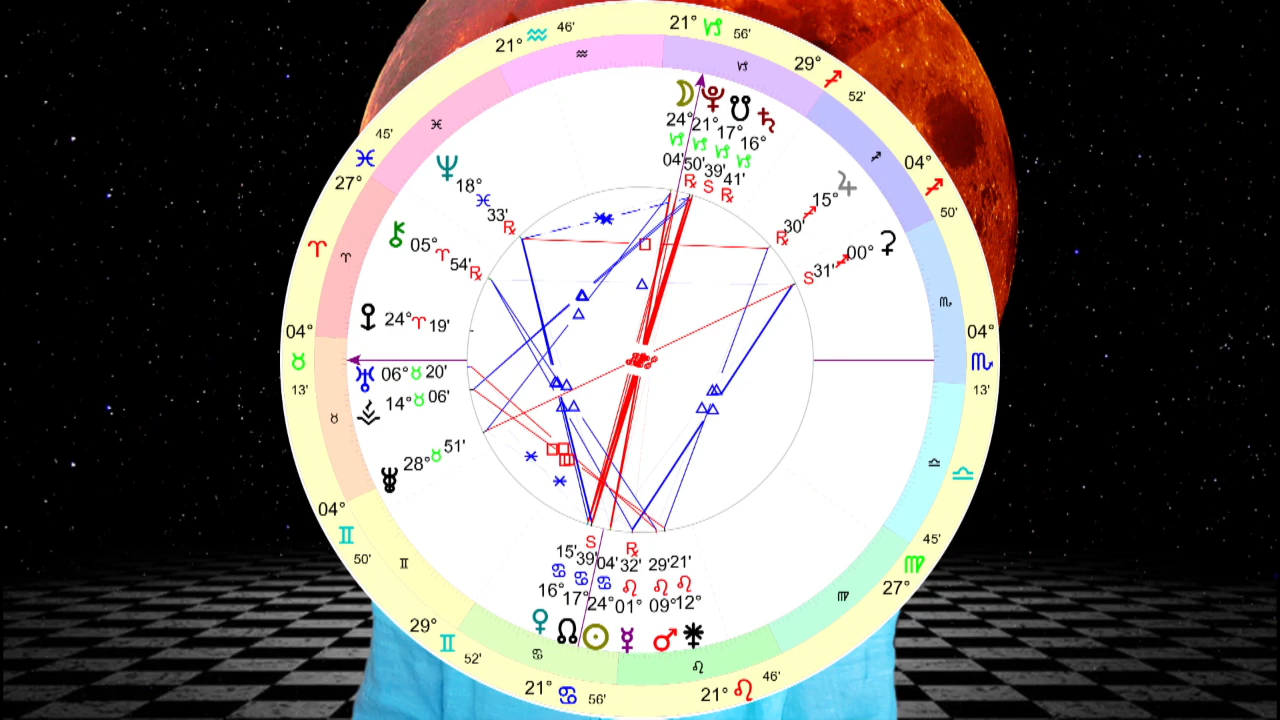 21° ♒ 46'
21° ♑ 56'
29° ♐ 52'
04° ♐ 50'
04° ♏ 13'
♎
27° ♍ 45'
21° ♌ 46'
21° ♋ 56'
29° ♊ 52'
04° ♊ 50'
04° ♉ 13'
♈
27° ♓ 45'
☽ 24° ♑ 04'
♇ 21° ♑ 50' ℞
☋ 17° ♑ 39' S
♄ 16° ♑ 41' ℞
♃ 15° ♐ 30' ℞
⚳ 00° ♐ 31' S
♆ 18° ♓ 33' ℞
⚷ 05° ♈ 54' ℞
⚴ 24° ♈ 19'
♅ 06° ♉ 20'
⚶ 14° ♉ 06'
28° ♉ 51'
♀ 16° ♋ 15'
☊ 17° ♋ 39' S
☉ 24° ♋ 04'
☿ 01° ♌ 32' ℞
♂ 09° ♌ 29'
⚵ 12° ♌ 21'